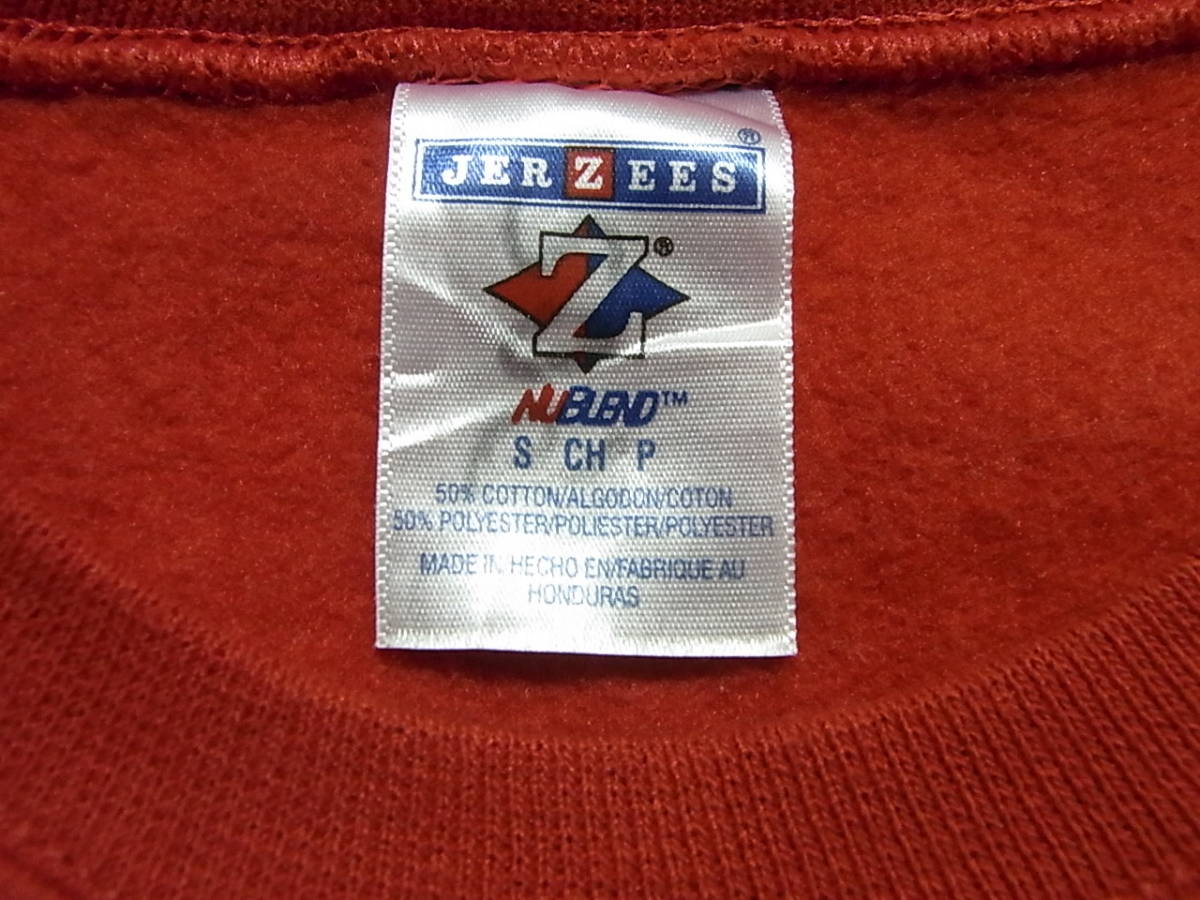 JERZEES®
Z®
NUBLEND™
S CH P
50% COTTON/ALGODON/COTON
50% POLYESTER/POLIESTER/POLYESTER
MADE IN/HECHO EN/FABRIQUE AU
HONDURAS